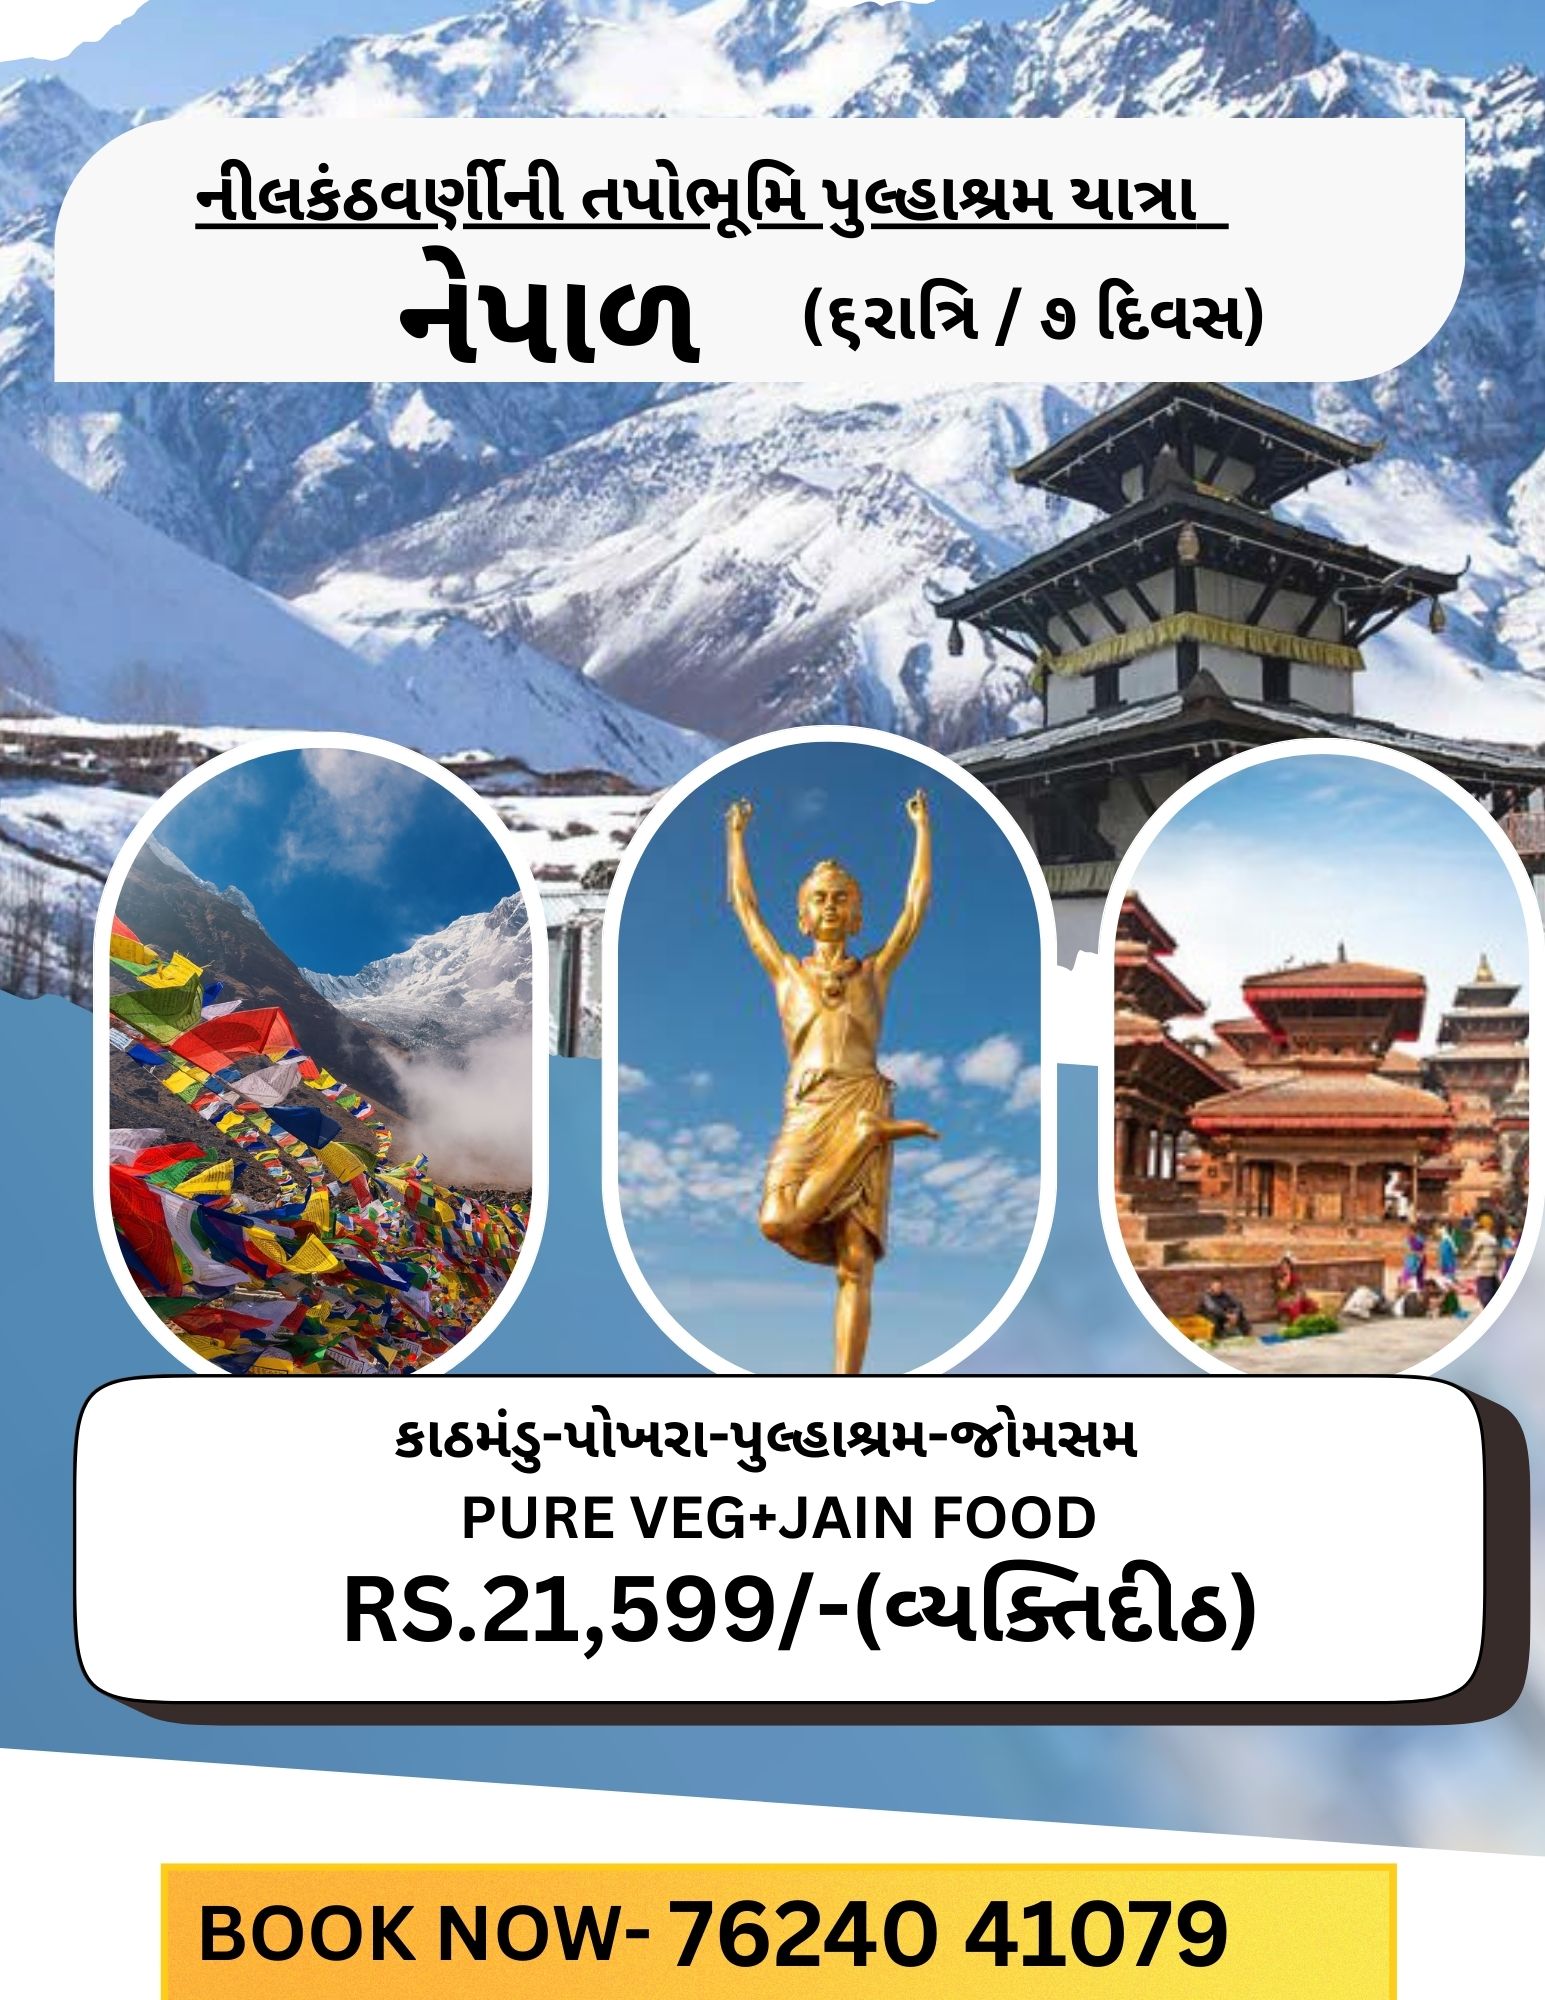 નીલકંઠવર્ણીની તપોભૂમિ પુલ્હાશ્રમ યાત્રા
નેપાળ (૬રાત્રિ / ૭ દિવસ)
કાઠમંડુ-પોખરા-પુલ્હાશ્રમ-જોમસમ
PURE VEG+JAIN FOOD
RS.21,599/-(વ્યક્તિદીઠ)
BOOK NOW- 76240 41079